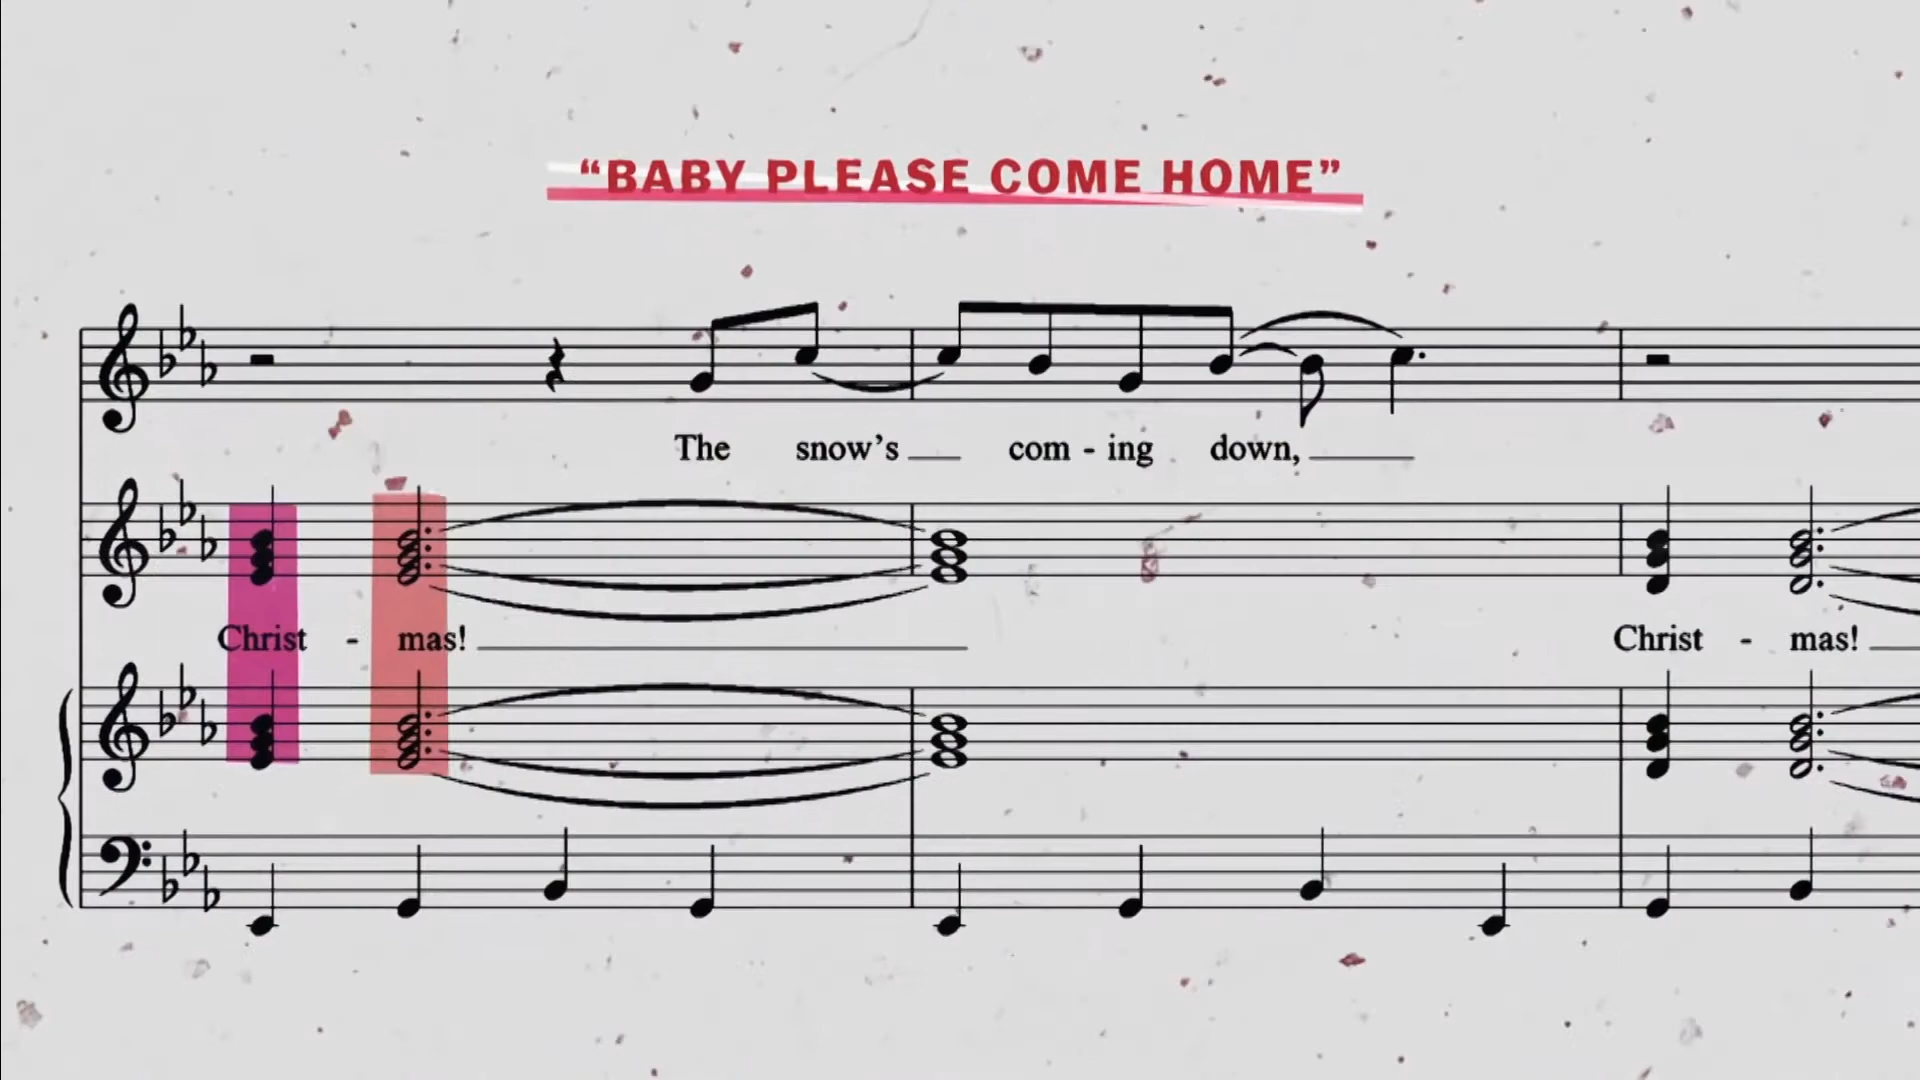 “BABY PLEASE COME HOME”
The snow’s com - ing down,
Christ - mas! Christ - mas!